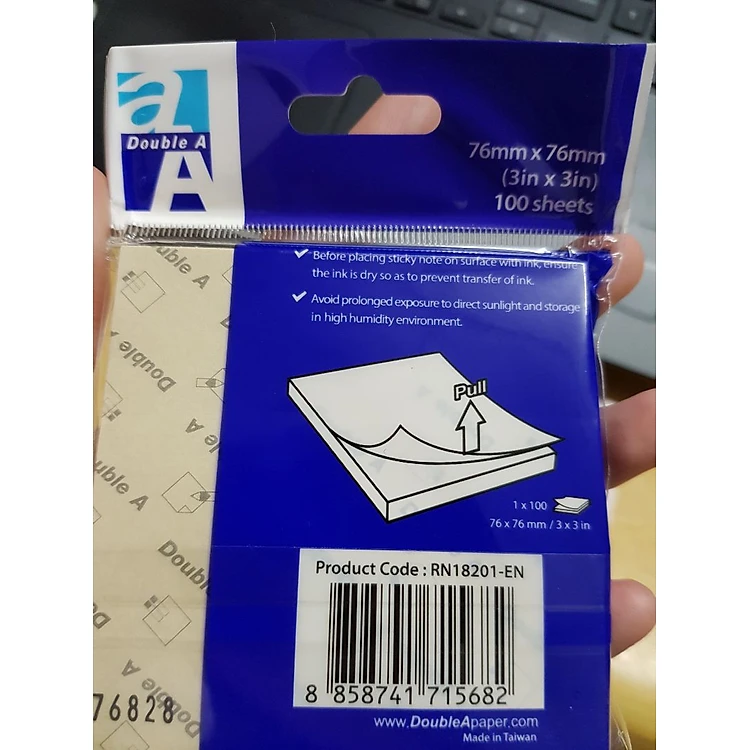 a
Double A
A
76mm x 76mm
(3in x 3in)
100 sheets
Before placing sticky note on surface with ink, ensure
the ink is dry so as to prevent transfer of ink.
Avoid prolonged exposure to direct sunlight and storage
in high humidity environment.
Pull
1 x 100
76 x 76 mm / 3 x 3 in
Product Code : RN18201-EN
8 858741 715682
www.DoubleApaper.com
Made in Taiwan
Double A
uble A
Double
76828